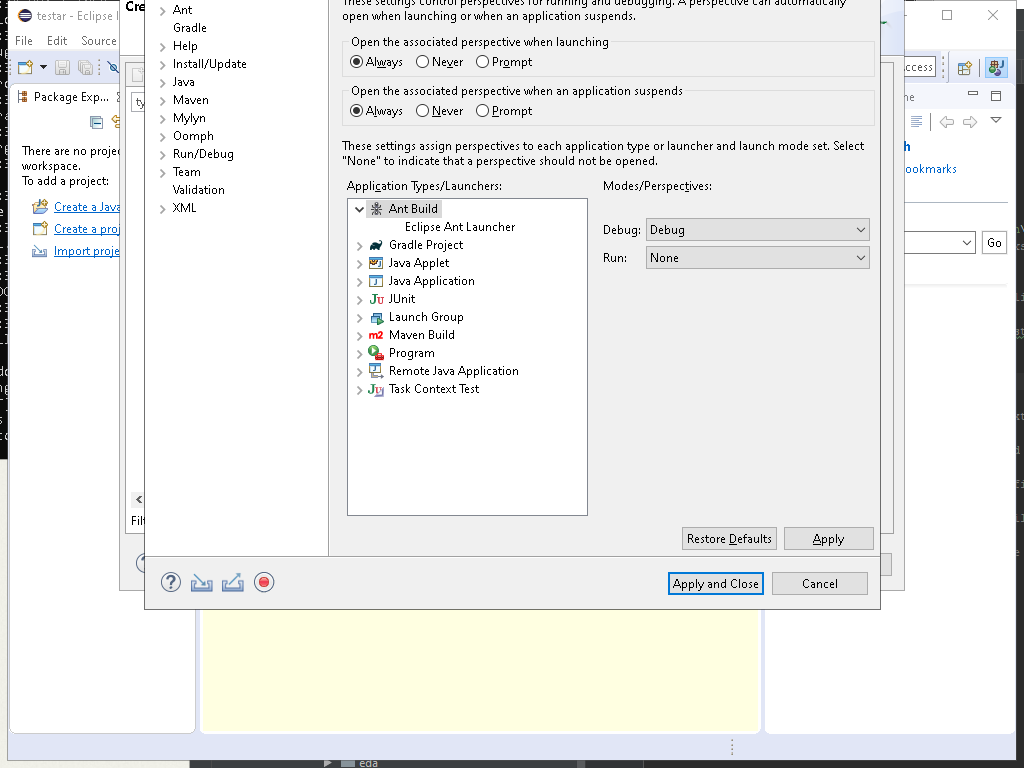 testar - Eclipse I
Cre
These settings control perspectives for running and debugging. A perspective can automatically
open when launching or when an application suspends.
File Edit Source
Ant
Gradle
Help
Install/Update
Java
Maven
Mylyn
Oomph
Run/Debug
Team
Validation
XML
Open the associated perspective when launching
Always Never Prompt
Open the associated perspective when an application suspends
Always Never Prompt
These settings assign perspectives to each application type or launcher and launch mode set. Select
"None" to indicate that a perspective should not be opened.
Application Types/Launchers:
Modes/Perspectives:
Ant Build
Eclipse Ant Launcher
Gradle Project
Java Applet
Java Application
JUnit
Launch Group
Maven Build
Program
Remote Java Application
Task Context Test
Debug: Debug
Run: None
Restore Defaults Apply
Apply and Close Cancel
Package Exp...
There are no proje
workspace.
To add a project:
Create a Java
Create a proj
Import proje
ty
Filt
ccess
ne
h
ookmarks
Go
eda